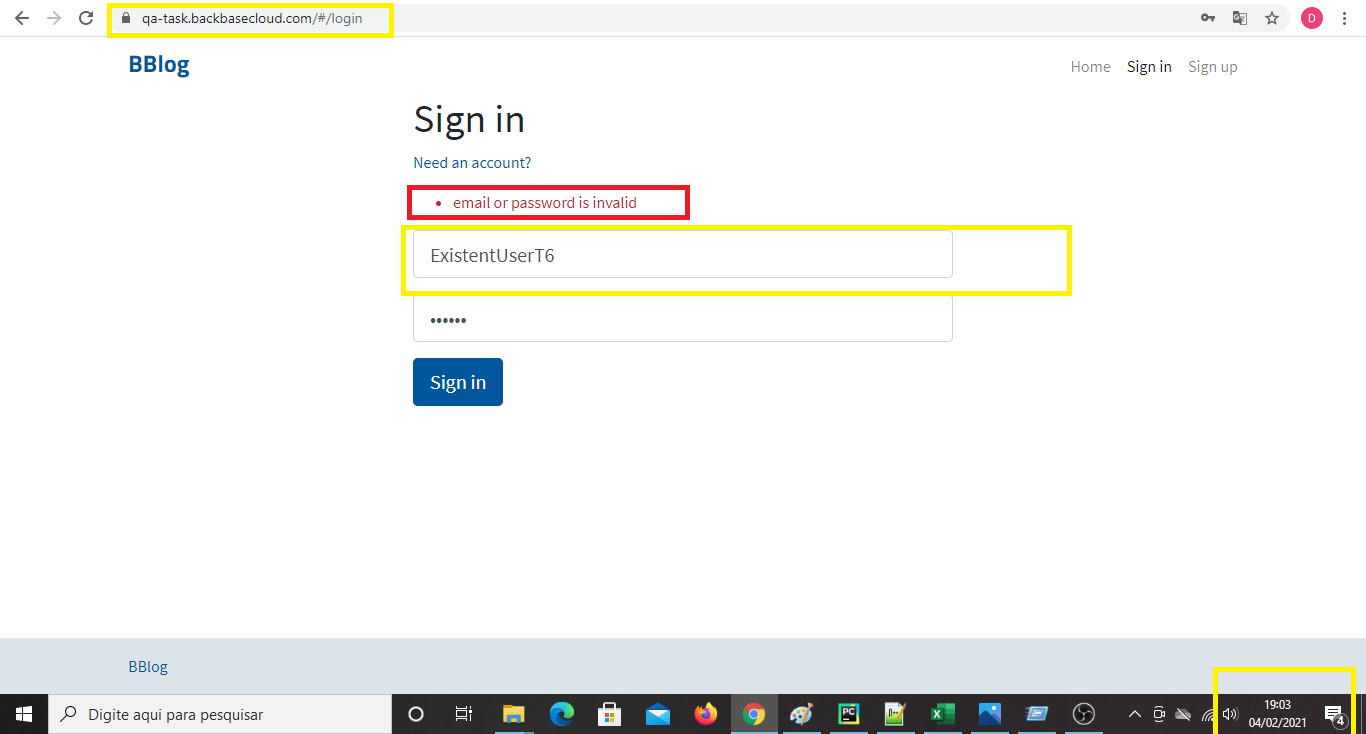 qa-task.backbasecloud.com/#/login
D
BBlog
Home Sign in Sign up
Sign in
Need an account?
• email or password is invalid
ExistentUserT6
••••••
Sign in
BBlog
Digite aqui para pesquisar
PC
19:03
04/02/2021
4